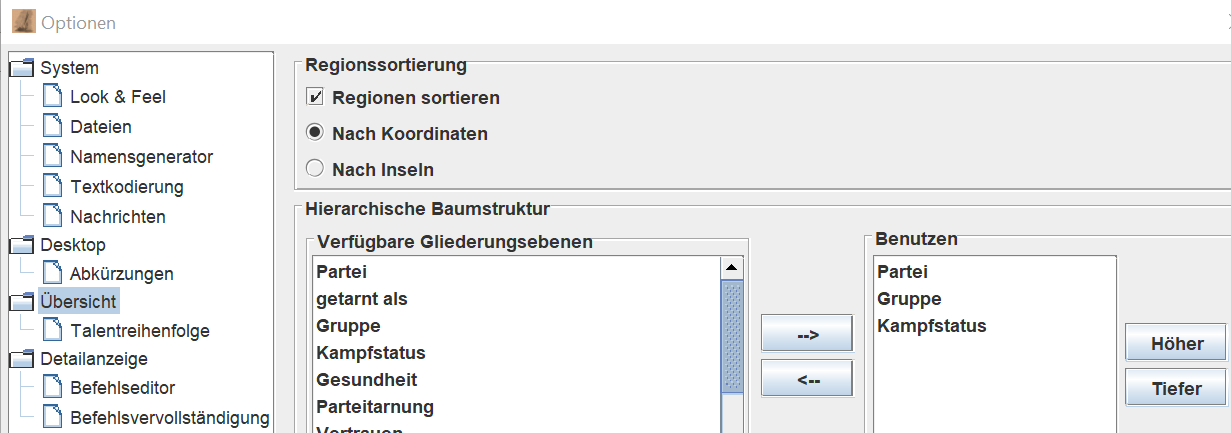 Optionen
System
Look & Feel
Dateien
Namensgenerator
Textkodierung
Nachrichten
Desktop
Abkürzungen
Übersicht
Talentreihenfolge
Detailanzeige
Befehlseditor
Befehlsvervollständigung
Regionssortierung
Regionen sortieren
Nach Koordinaten
Nach Inseln
Hierarchische Baumstruktur
Verfügbare Gliederungsebenen
Partei
getarnt als
Gruppe
Kampfstatus
Gesundheit
Parteitarnung
Vertrauen
-->
<--
Benutzen
Partei
Gruppe
Kampfstatus
Höher
Tiefer